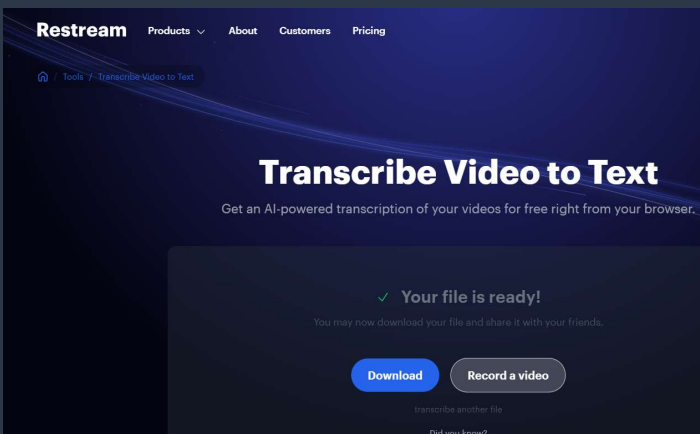 Restream Products About Customers Pricing
/ Tools / Transcribe Video to Text
Transcribe Video to Text
Get an AI-powered transcription of your videos for free right from your browser.
Your file is ready!
You may now download your file and share it with your friends.
Download Record a video
transcribe another file
Did you know?